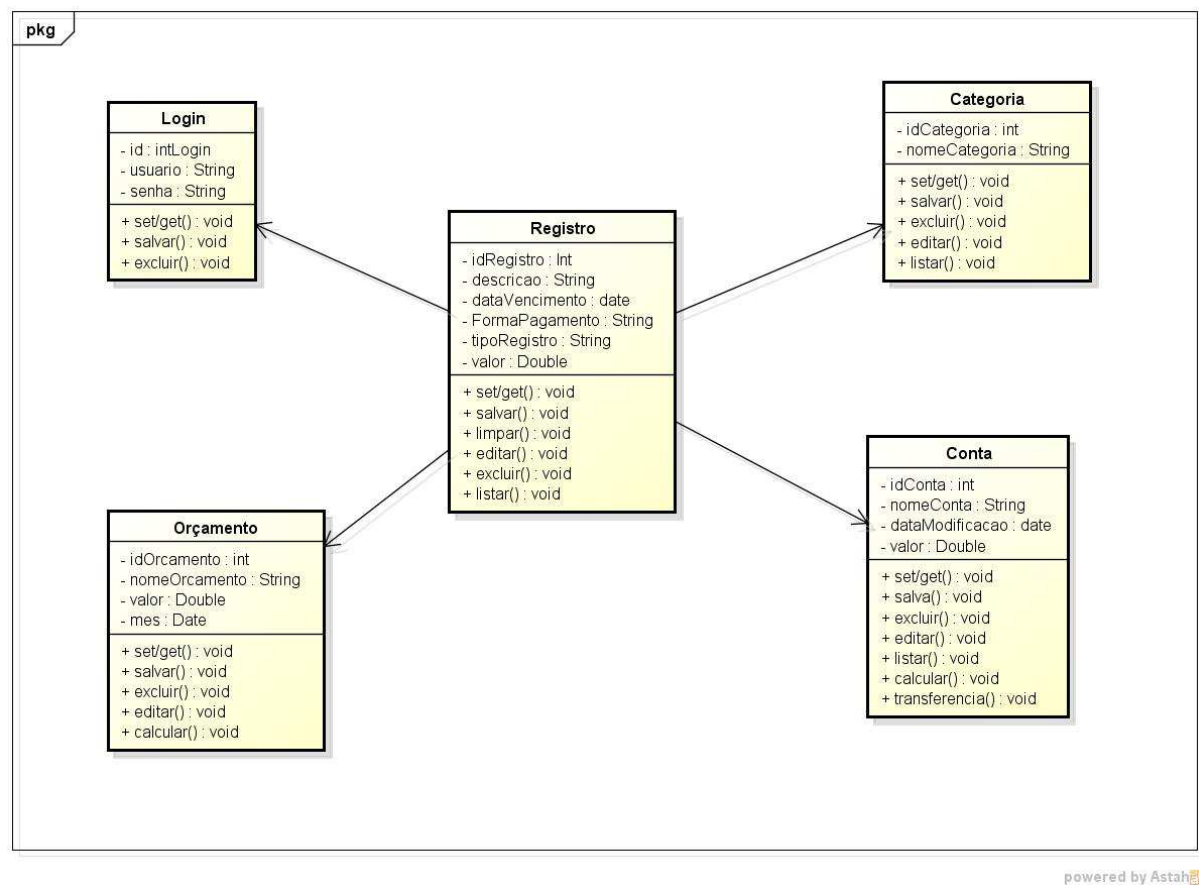 pkg
Login
- id : intLogin
- usuario : String
- senha : String
+ set/get() : void
+ salvar() : void
+ excluir() : void
Categoria
- idCategoria : int
- nomeCategoria : String
+ set/get() : void
+ salvar() : void
+ excluir() : void
+ editar() : void
+ listar() : void
Registro
- idRegistro : Int
- descricao : String
- dataVencimento : date
- FormaPagamento : String
- tipoRegistro : String
- valor : Double
+ set/get() : void
+ salvar() : void
+ limpar() : void
+ editar() : void
+ excluir() : void
+ listar() : void
Orçamento
- idOrcamento : int
- nomeOrcamento : String
- valor : Double
- mes : Date
+ set/get() : void
+ salvar() : void
+ excluir() : void
+ editar() : void
+ calcular() : void
Conta
- idConta : int
- nomeConta : String
- dataModificacao : date
- valor : Double
+ set/get() : void
+ salva() : void
+ excluir() : void
+ editar() : void
+ listar() : void
+ calcular() : void
+ transferencia() : void
powered by Astah